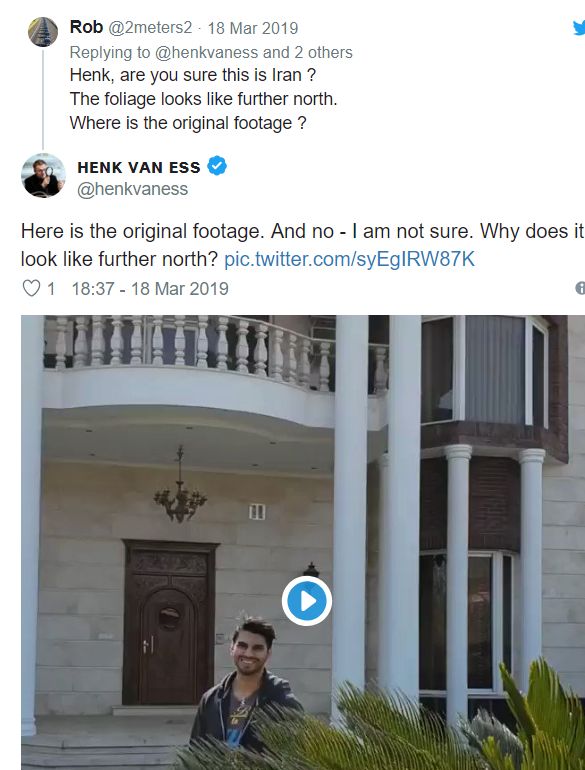 Rob @2meters2 · 18 Mar 2019
Replying to @henkvaness and 2 others
Henk, are you sure this is Iran ?
The foliage looks like further north.
Where is the original footage ?
HENK VAN ESS
@henkvaness
Here is the original footage. And no - I am not sure. Why does it
look like further north? pic.twitter.com/syEgIRW87K
1 18:37 - 18 Mar 2019